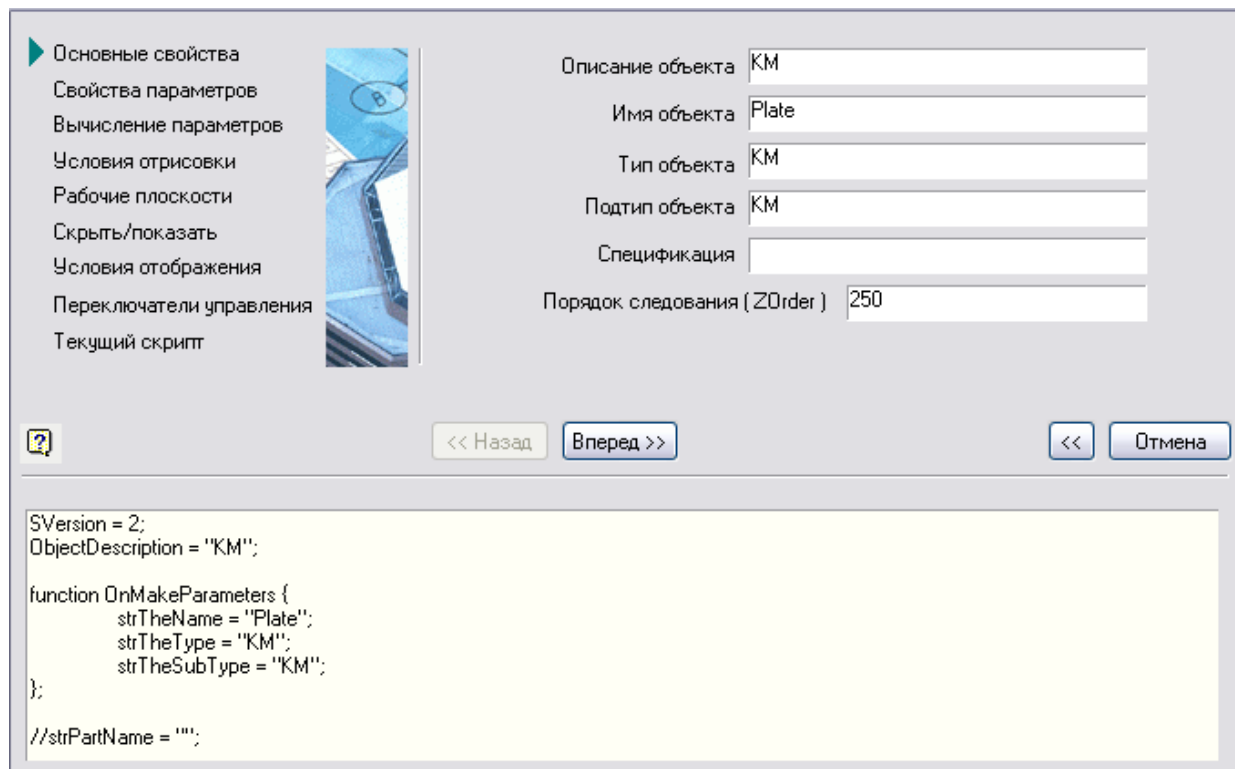 Основные свойства
Свойства параметров
Вычисление параметров
Условия отрисовки
Рабочие плоскости
Скрыть/показать
Условия отображения
Переключатели управления
Текущий скрипт
B
Описание объекта KM
Имя объекта Plate
Тип объекта KM
Подтип объекта KM
Спецификация
Порядок следования ( ZOrder ) 250
<< Назад Вперед >> << Отмена
SVersion = 2;
ObjectDescription = "KM";
function OnMakeParameters {
strTheName = "Plate";
strTheType = "KM";
strTheSubType = "KM";
};
//strPartName = "";